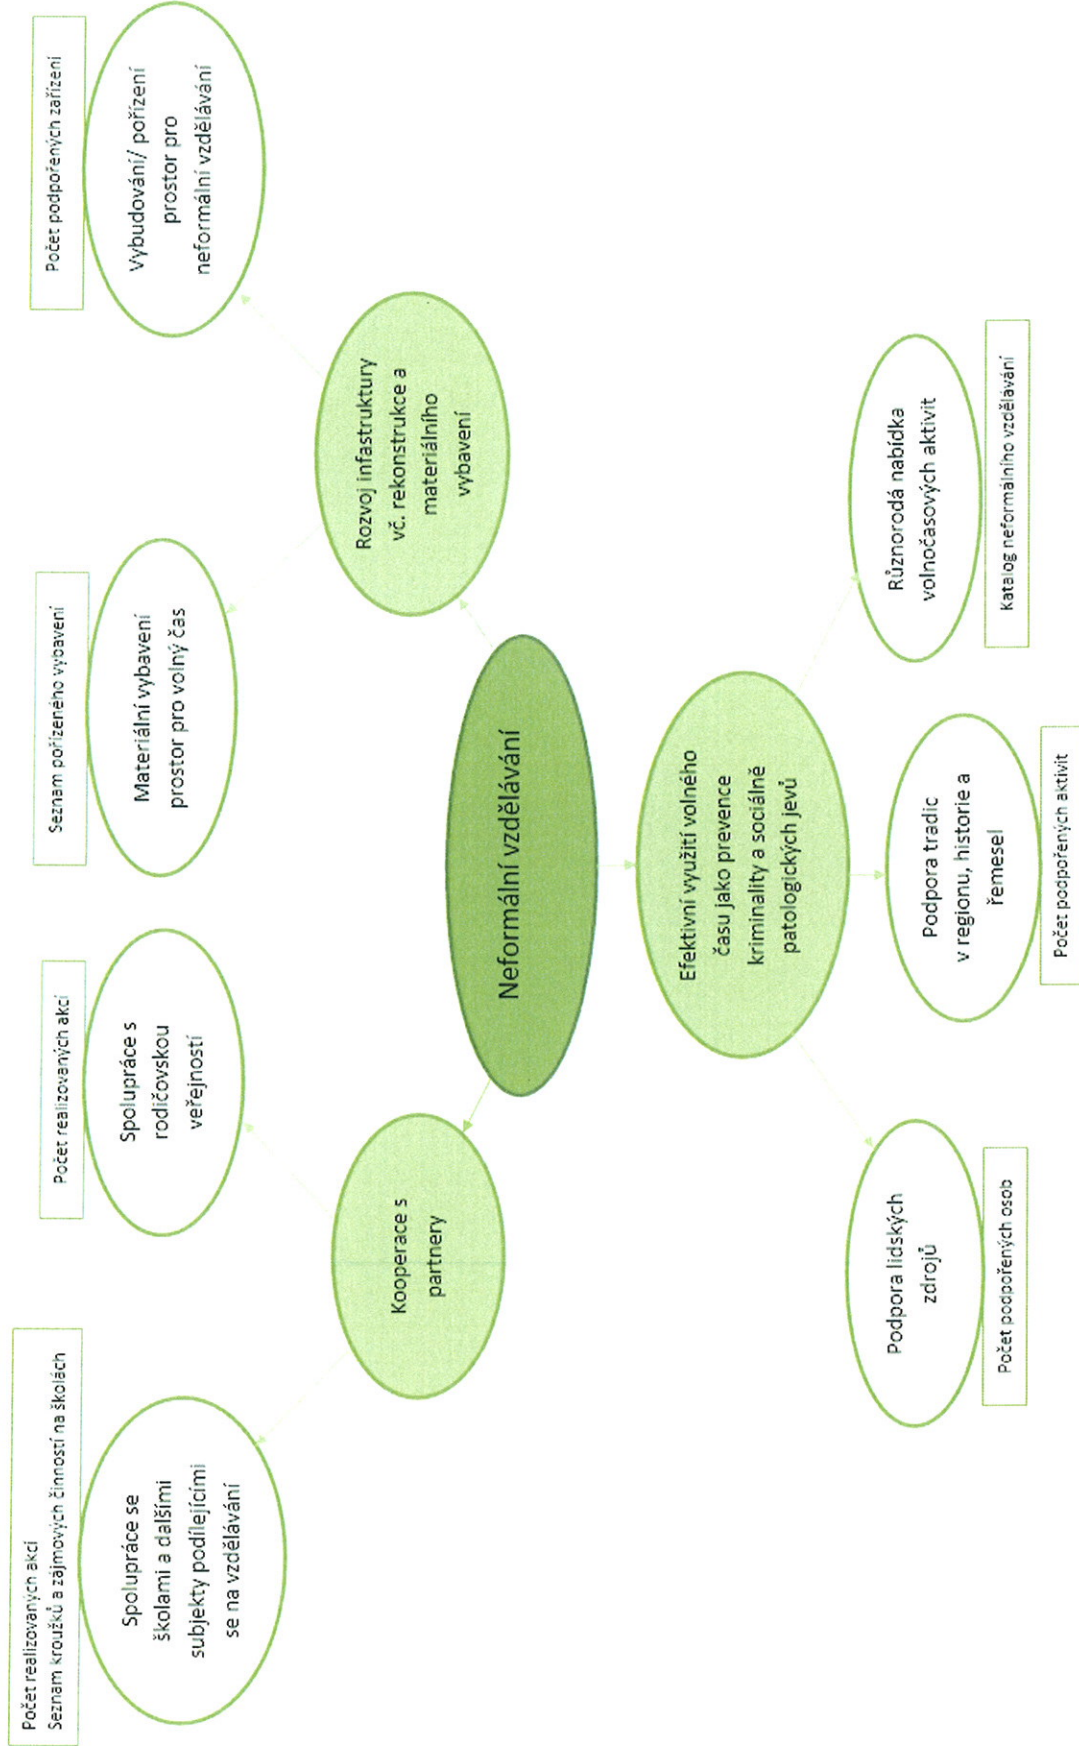 Počet realizovaných akcí
Seznam kroužků a zájmových činností na školách
Spolupráce se
školami a dalšími
subjekty podílejícími
se na vzdělávání
Počet realizovaných akcí
Spolupráce s
rodičovskou
veřejností
Seznam pořízeného vybavení
Materiální vybavení
prostor pro volný čas
Počet podpořených zařízení
Vybudování/ pořízení
prostor pro
neformální vzdělávání
Kooperace s
partnery
Rozvoj infastruktury
vč. rekonstrukce a
materiálního
vybavení
Neformální vzdělávání
Efektivní využití volného
času jako prevence
kriminality a sociálně
patologických jevů
Podpora lidských
zdrojů
Počet podpořených osob
Podpora tradic
v regionu, historie a
řemesel
Počet podpořených aktivit
Různorodá nabídka
volnočasových aktivit
Katalog neformálního vzdělávání